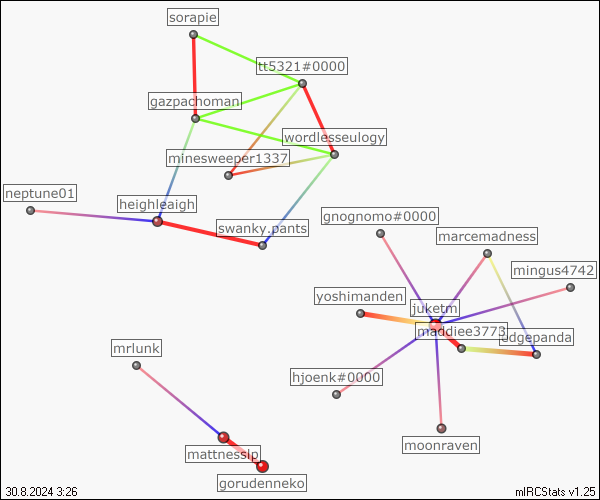 sorapie
tt5321#0000
gazpachoman
wordlesseulogy
minesweeper1337
neptune01
heighleaigh
swanky.pants
gnognomo#0000
marcemadness
mingus4742
yoshimanden
juketm
maddiee3773
edgepanda
mrlunk
hjoenk#0000
moonraven
mattnesslp
gorudenneko
30.8.2024 3:26
mIRCStats v1.25